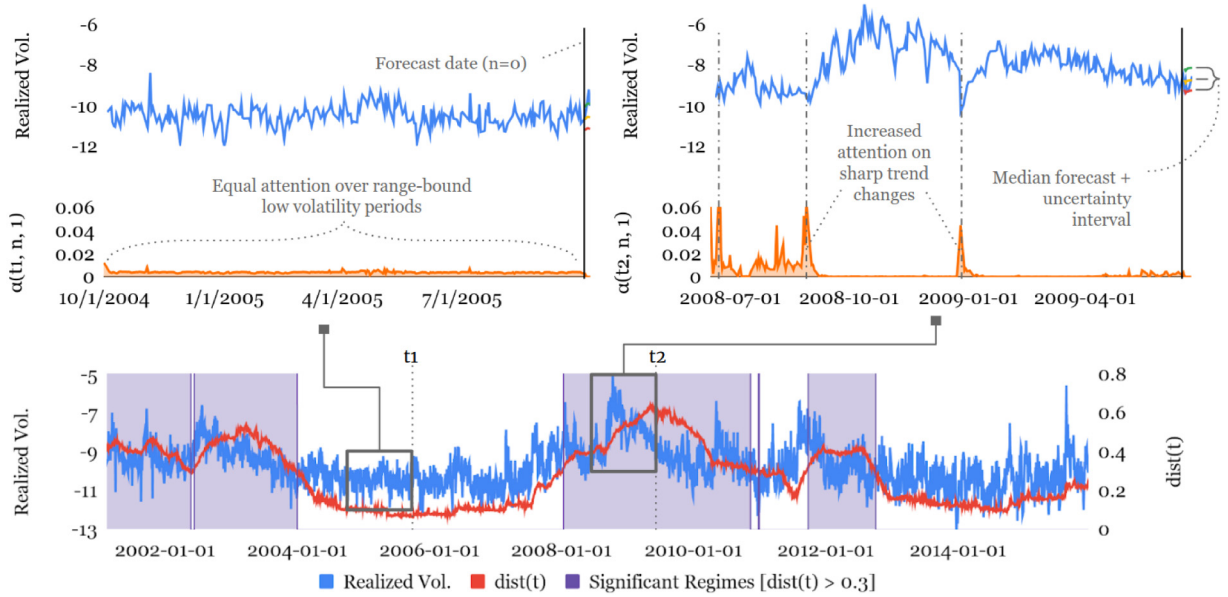 Realized Vol.
-6
-8
-10
-12
Forecast date (n=0)
Equal attention over range-bound
low volatility periods
α(t1, n, 1)
0.06
0.04
0.02
0
10/1/2004 1/1/2005 4/1/2005 7/1/2005
Realized Vol.
-6
-8
-10
-12
Increased
attention on
sharp trend
changes
Median forecast +
uncertainty
interval
α(t2, n, 1)
0.06
0.04
0.02
0
2008-07-01 2008-10-01 2009-01-01 2009-04-01
t1
t2
Realized Vol.
-5
-7
-9
-11
-13
0.8
0.6
0.4
0.2
0
dist(t)
2002-01-01 2004-01-01 2006-01-01 2008-01-01 2010-01-01 2012-01-01 2014-01-01
Realized Vol. dist(t) Significant Regimes [dist(t) > 0.3]